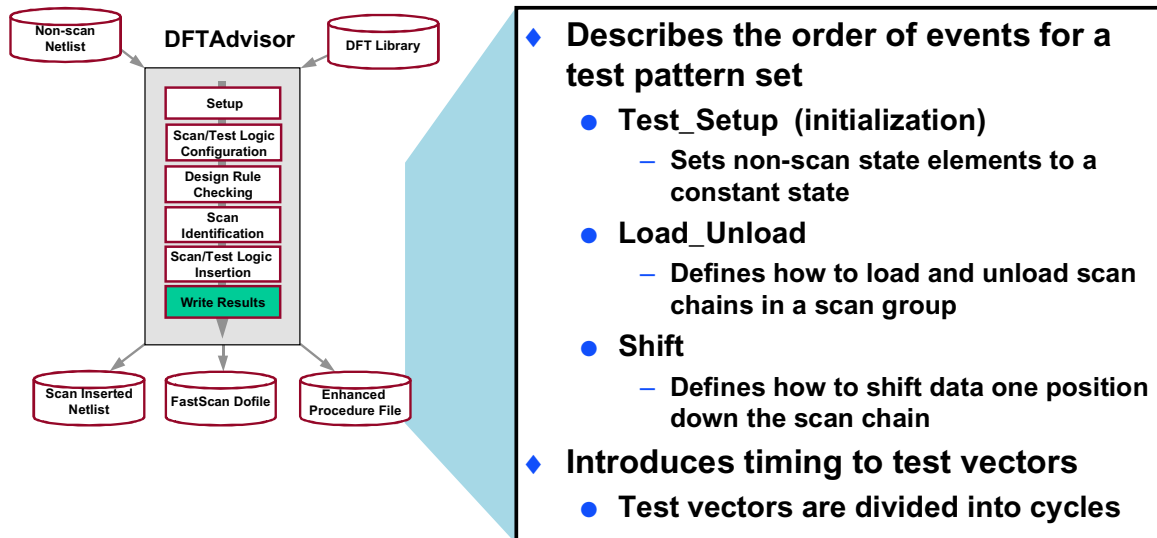 Non-scan
Netlist
DFTAdvisor
DFT Library
Setup
Scan/Test Logic
Configuration
Design Rule
Checking
Scan
Identification
Scan/Test Logic
Insertion
Write Results
Scan Inserted
Netlist
FastScan Dofile
Enhanced
Procedure File
♦ Describes the order of events for a
test pattern set
● Test_Setup (initialization)
– Sets non-scan state elements to a
constant state
● Load_Unload
– Defines how to load and unload scan
chains in a scan group
● Shift
– Defines how to shift data one position
down the scan chain
♦ Introduces timing to test vectors
● Test vectors are divided into cycles